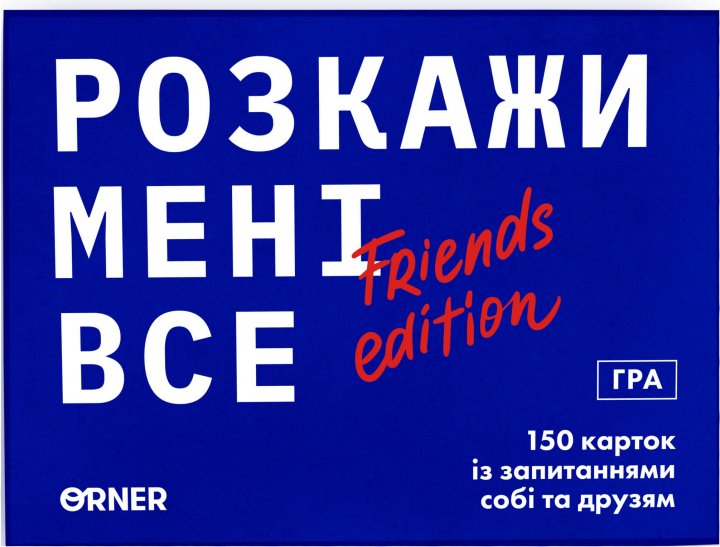 РОЗКАЖИ
МЕНІ
ВСЕ
Friends
edition
ГРА
150 карток
із запитаннями
собі та друзям
ORNER